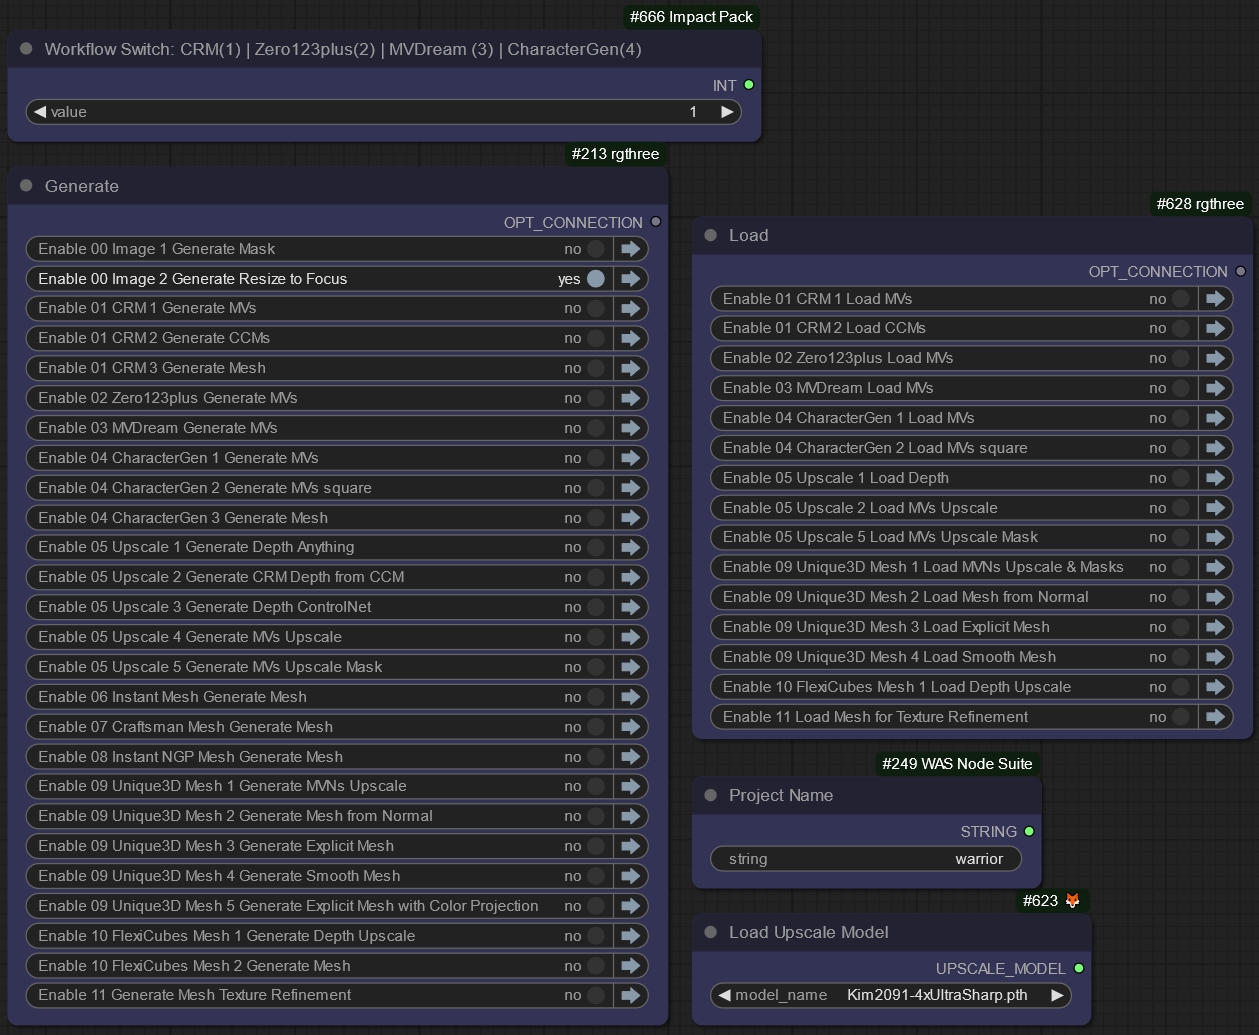 #666 Impact Pack
Workflow Switch: CRM(1) | Zero123plus(2) | MVDream (3) | CharacterGen(4)
INT
value 1
#213 rgthree
Generate
OPT_CONNECTION
Enable 00 Image 1 Generate Mask no
Enable 00 Image 2 Generate Resize to Focus yes
Enable 01 CRM 1 Generate MVs no
Enable 01 CRM 2 Generate CCMs no
Enable 01 CRM 3 Generate Mesh no
Enable 02 Zero123plus Generate MVs no
Enable 03 MVDream Generate MVs no
Enable 04 CharacterGen 1 Generate MVs no
Enable 04 CharacterGen 2 Generate MVs square no
Enable 04 CharacterGen 3 Generate Mesh no
Enable 05 Upscale 1 Generate Depth Anything no
Enable 05 Upscale 2 Generate CRM Depth from CCM no
Enable 05 Upscale 3 Generate Depth ControlNet no
Enable 05 Upscale 4 Generate MVs Upscale no
Enable 05 Upscale 5 Generate MVs Upscale Mask no
Enable 06 Instant Mesh Generate Mesh no
Enable 07 Craftsman Mesh Generate Mesh no
Enable 08 Instant NGP Mesh Generate Mesh no
Enable 09 Unique3D Mesh 1 Generate MVNs Upscale no
Enable 09 Unique3D Mesh 2 Generate Mesh from Normal no
Enable 09 Unique3D Mesh 3 Generate Explicit Mesh no
Enable 09 Unique3D Mesh 4 Generate Smooth Mesh no
Enable 09 Unique3D Mesh 5 Generate Explicit Mesh with Color Projection no
Enable 10 FlexiCubes Mesh 1 Generate Depth Upscale no
Enable 10 FlexiCubes Mesh 2 Generate Mesh no
Enable 11 Generate Mesh Texture Refinement no
#628 rgthree
Load
OPT_CONNECTION
Enable 01 CRM 1 Load MVs no
Enable 01 CRM 2 Load CCMs no
Enable 02 Zero123plus Load MVs no
Enable 03 MVDream Load MVs no
Enable 04 CharacterGen 1 Load MVs no
Enable 04 CharacterGen 2 Load MVs square no
Enable 05 Upscale 1 Load Depth no
Enable 05 Upscale 2 Load MVs Upscale no
Enable 05 Upscale 5 Load MVs Upscale Mask no
Enable 09 Unique3D Mesh 1 Load MVNs Upscale & Masks no
Enable 09 Unique3D Mesh 2 Load Mesh from Normal no
Enable 09 Unique3D Mesh 3 Load Explicit Mesh no
Enable 09 Unique3D Mesh 4 Load Smooth Mesh no
Enable 10 FlexiCubes Mesh 1 Load Depth Upscale no
Enable 11 Load Mesh for Texture Refinement no
#249 WAS Node Suite
Project Name
STRING
string warrior
#623 🦊
Load Upscale Model
UPSCALE_MODEL
model_name Kim2091-4xUltraSharp.pth